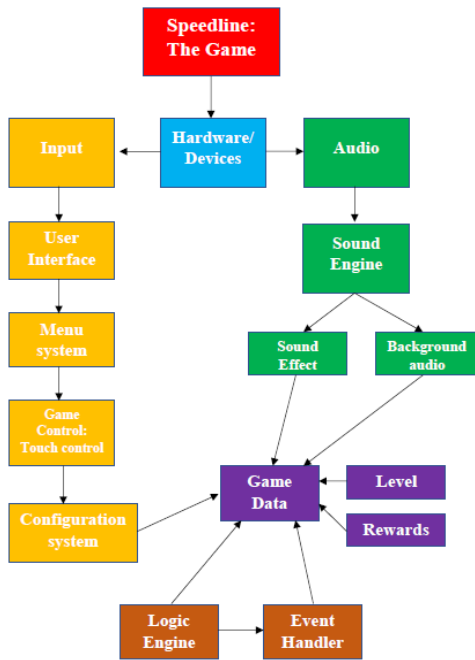 Speedline:
The Game
Input
Hardware/
Devices
Audio
User
Interface
Sound
Engine
Menu
system
Sound
Effect
Background
audio
Game
Control:
Touch control
Game
Data
Level
Configuration
system
Rewards
Logic
Engine
Event
Handler